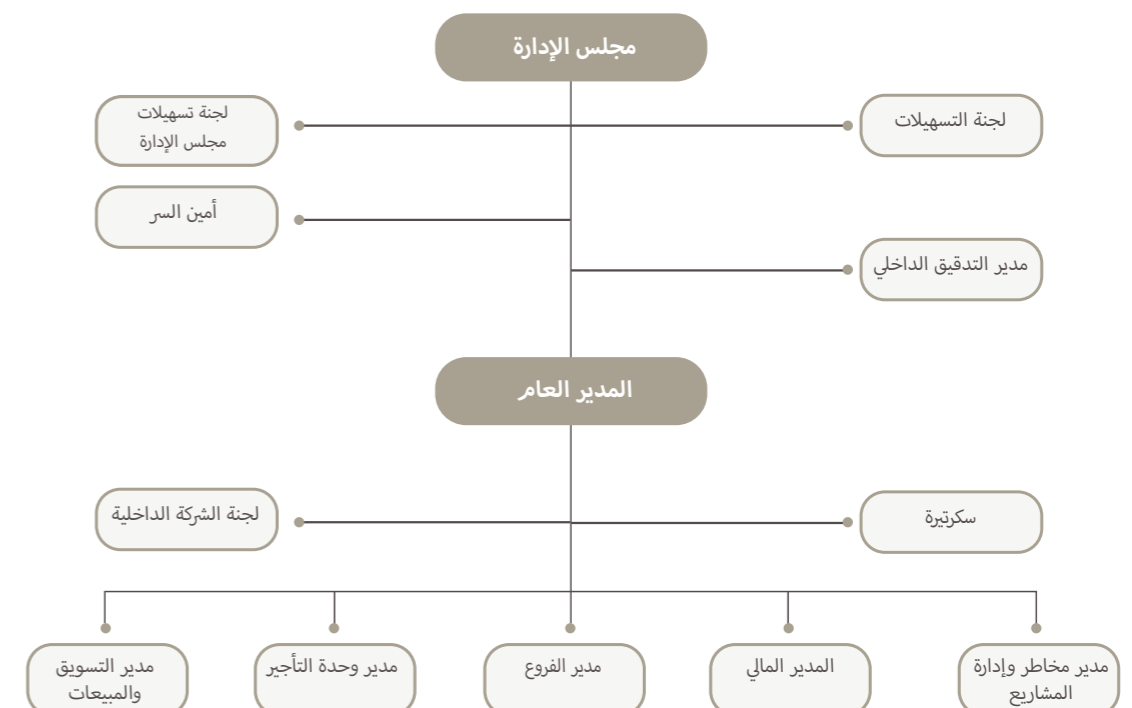 مجلس الإدارة
لجنة التسهيلات
لجنة تسهيلات
مجلس الإدارة
أمين السر
مدير التدقيق الداخلي
المدير العام
سكرتيرة
لجنة الشركة الداخلية
مدير مخاطر وإدارة
المشاريع
المدير المالي
مدير الفروع
مدير وحدة التأجير
مدير التسويق
والمبيعات